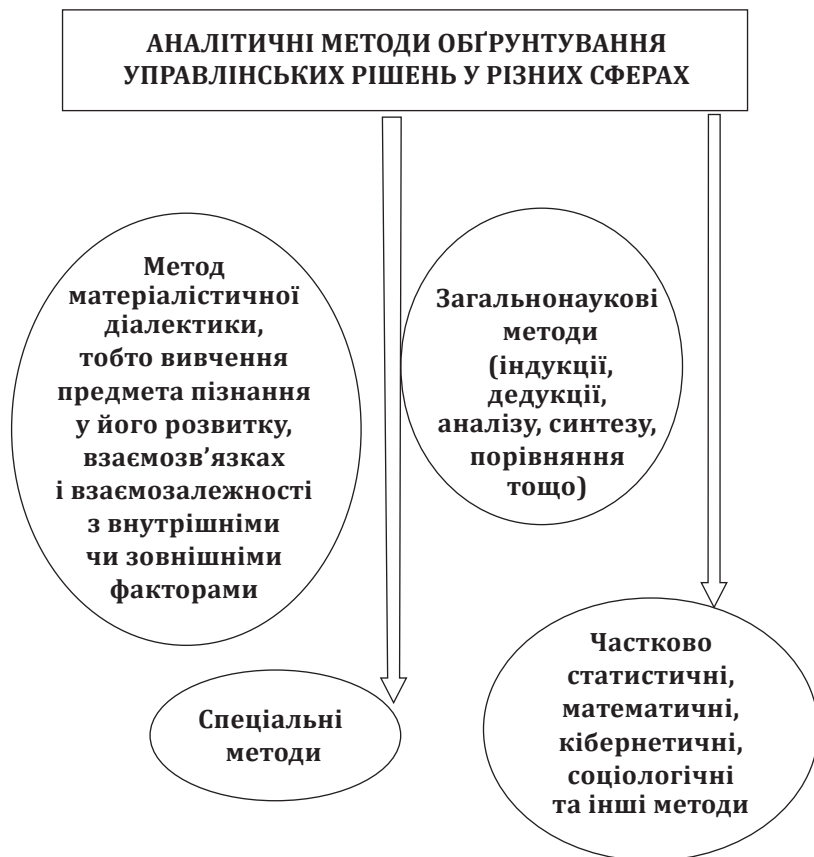 АНАЛІТИЧНІ МЕТОДИ ОБҐРУНТУВАННЯ
УПРАВЛІНСЬКИХ РІШЕНЬ У РІЗНИХ СФЕРАХ
Метод
матеріалістичної
діалектики,
тобто вивчення
предмета пізнання
у його розвитку,
взаємозв'язках
і взаємозалежності
з внутрішніми
чи зовнішніми
факторами
Загальнонаукові
методи
(індукції,
дедукції,
аналізу, синтезу,
порівняння
тощо)
Спеціальні
методи
Частково
статистичні,
математичні,
кібернетичні,
соціологічні
та інші методи